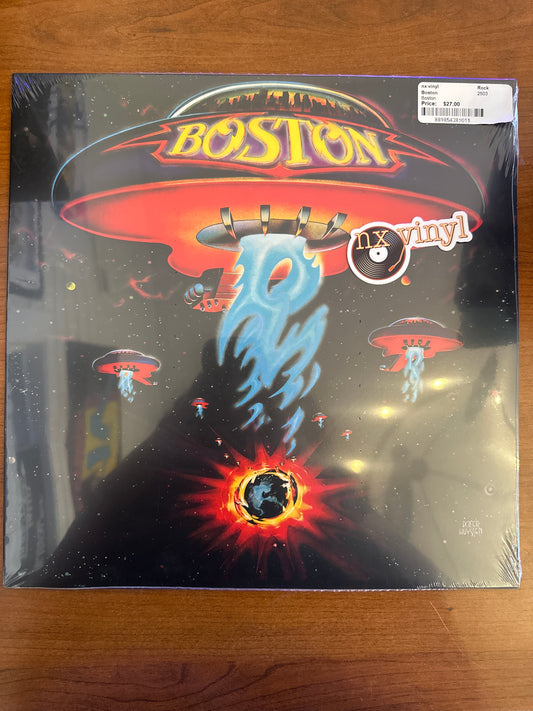 nx vinyl Rock
Boston 2503
Boston
Price: $27.00
BOSTON
nx vinyl